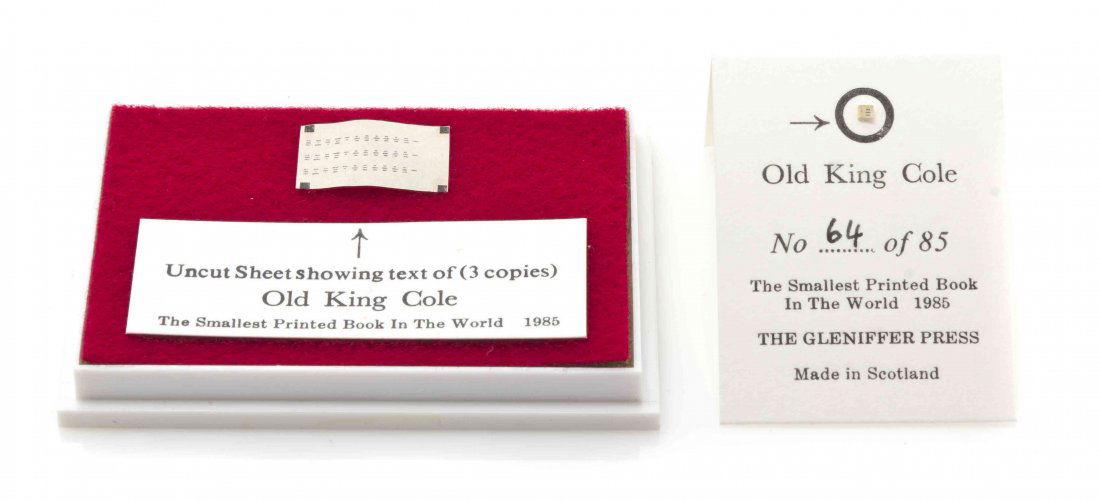 Uncut Sheet showing text of (3 copies)
Old King Cole
The Smallest Printed Book In The World 1985
Old King Cole
No 64 of 85
The Smallest Printed Book
In The World 1985
THE GLENIFFER PRESS
Made in Scotland